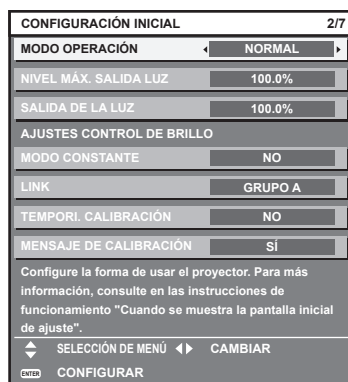 CONFIGURACIÓN INICIAL 2/7
MODO OPERACIÓN NORMAL
NIVEL MÁX. SALIDA LUZ 100.0%
SALIDA DE LA LUZ 100.0%
AJUSTES CONTROL DE BRILLO
MODO CONSTANTE NO
LINK GRUPO A
TEMPORI. CALIBRACIÓN NO
MENSAJE DE CALIBRACIÓN SÍ
Configure la forma de usar el proyector. Para más
información, consulte en las instrucciones de
funcionamiento "Cuando se muestra la pantalla inicial
de ajuste".
SELECCIÓN DE MENÚ CAMBIAR
ENTER CONFIGURAR